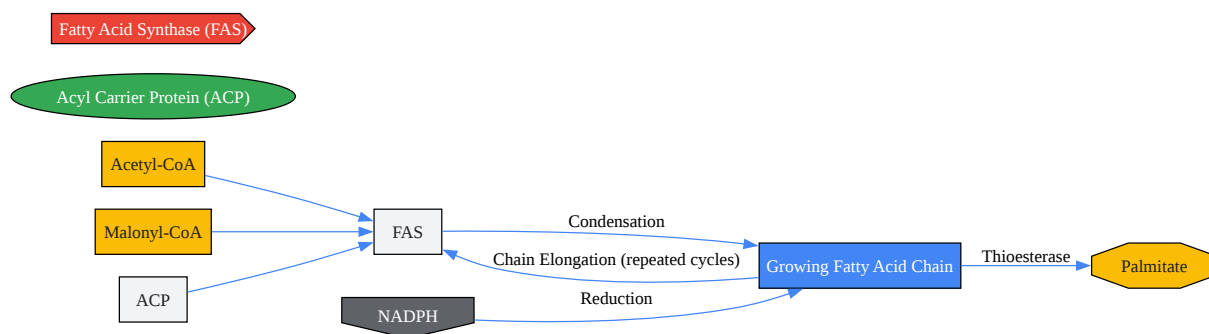 Fatty Acid Synthase (FAS)
Acyl Carrier Protein (ACP)
Acetyl-CoA
Malonyl-CoA
ACP
FAS
Condensation
Chain Elongation (repeated cycles)
Reduction
NADPH
Growing Fatty Acid Chain
Thioesterase
Palmitate